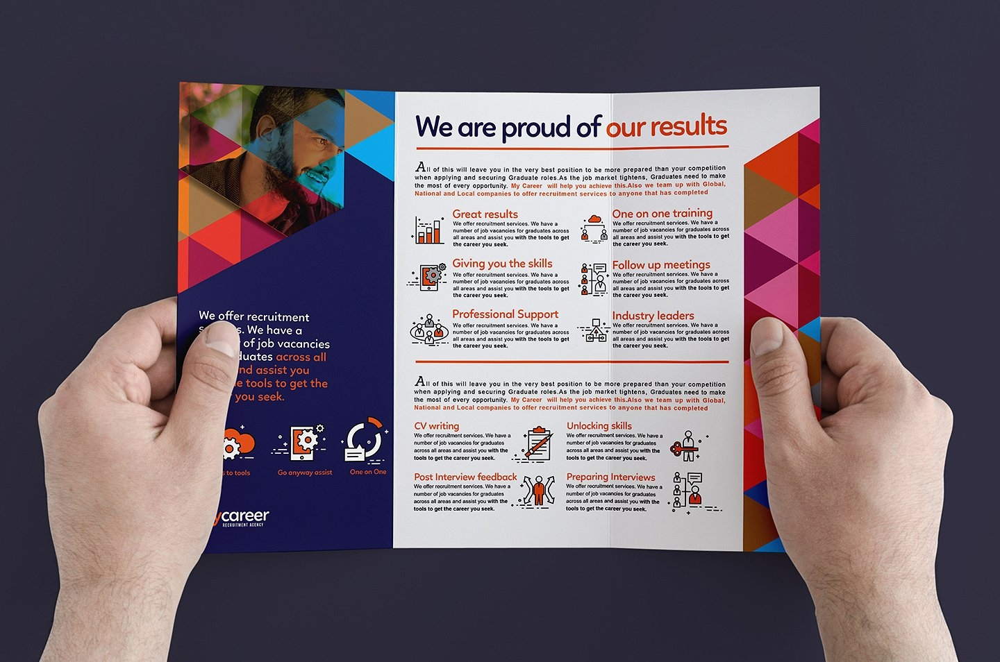 We offer recruitment
s. We have a
of job vacancies
duates across all
nd assist you
e tools to get the
you seek.
s to tools
Go anyway assist
One on One
ycareer
RECRUITMENT AGENCY
We are proud of our results
All of this will leave you in the very best position to be more prepared than your competition
when applying and securing Graduate roles.As the job market tightens, Graduates need to make
the most of every opportunity. My Career will help you achieve this.Also we team up with Global,
National and Local companies to offer recruitment services to anyone that has completed
Great results
We offer recruitment services. We have a
number of job vacancies for graduates across
all areas and assist you with the tools to get
the career you seek.
One on one training
We offer recruitment services. We have a
number of job vacancies for graduates across
all areas and assist you with the tools to get
the career you seek.
Giving you the skills
We offer recruitment services. We have a
number of job vacancies for graduates across
all areas and assist you with the tools to get
the career you seek.
Follow up meetings
We offer recruitment services. We have a
number of job vacancies for graduates across
all areas and assist you with the tools to get
the career you seek.
Professional Support
We offer recruitment services. We have a
number of job vacancies for graduates across
all areas and assist you with the tools to get
the career you seek.
Industry leaders
We offer recruitment services. We have a
number of job vacancies for graduates across
all areas and assist you with the tools to get
the career you seek.
All of this will leave you in the very best position to be more prepared than your competition
when applying and securing Graduate roles.As the job market tightens, Graduates need to make
the most of every opportunity. My Career will help you achieve this.Also we team up with Global,
National and Local companies to offer recruitment services to anyone that has completed
CV writing
We offer recruitment services. We have a
number of job vacancies for graduates
across all areas and assist you with the
tools to get the career you seek.
Unlocking skills
We offer recruitment services. We have a
number of job vacancies for graduates
across all areas and assist you with the
tools to get the career you seek.
Post Interview feedback
We offer recruitment services. We have a
number of job vacancies for graduates
across all areas and assist you with the
tools to get the career you seek.
Preparing Interviews
We offer recruitment services. We have a
number of job vacancies for graduates
across all areas and assist you with the
tools to get the career you seek.